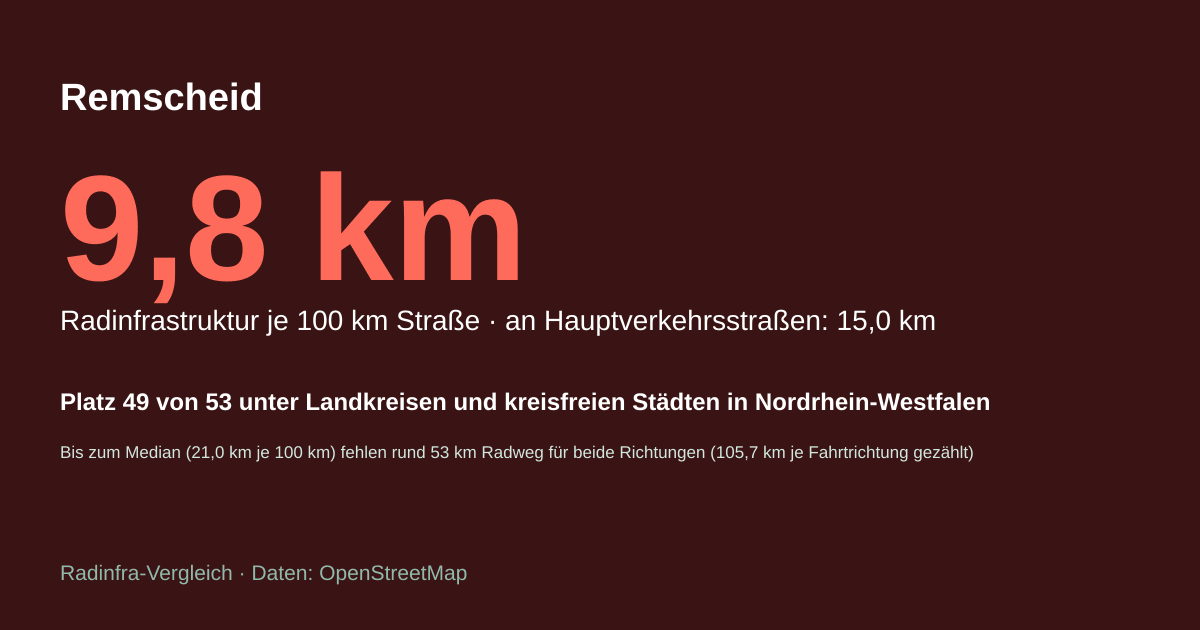 Remscheid
9,8 km
Radinfrastruktur je 100 km Straße · an Hauptverkehrsstraßen: 15,0 km
Platz 49 von 53 unter Landkreisen und kreisfreien Städten in Nordrhein-Westfalen
Bis zum Median (21,0 km je 100 km) fehlen rund 53 km Radweg für beide Richtungen (105,7 km je Fahrtrichtung gezählt)
Radinfra-Vergleich · Daten: OpenStreetMap